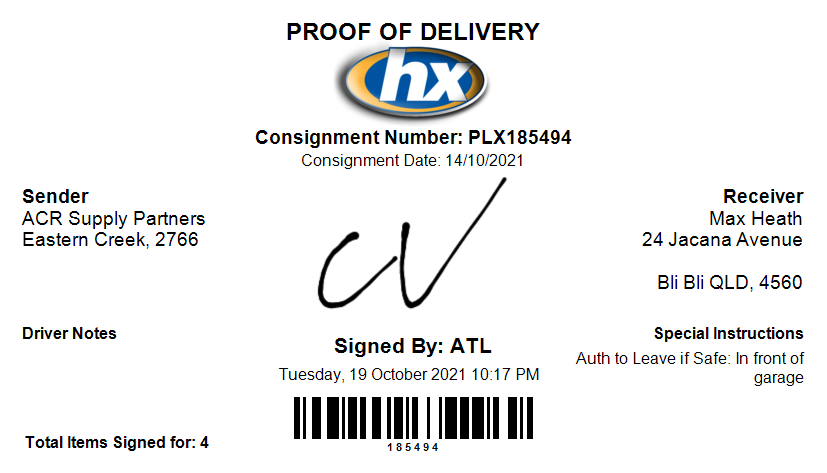 PROOF OF DELIVERY
hx
Consignment Number: PLX185494
Consignment Date: 14/10/2021
Sender
ACR Supply Partners
Eastern Creek, 2766
Receiver
Max Heath
24 Jacana Avenue
Bli Bli QLD, 4560
Driver Notes
Signed By: ATL
Tuesday, 19 October 2021 10:17 PM
Special Instructions
Auth to Leave if Safe: In front of
garage
185494
Total Items Signed for: 4